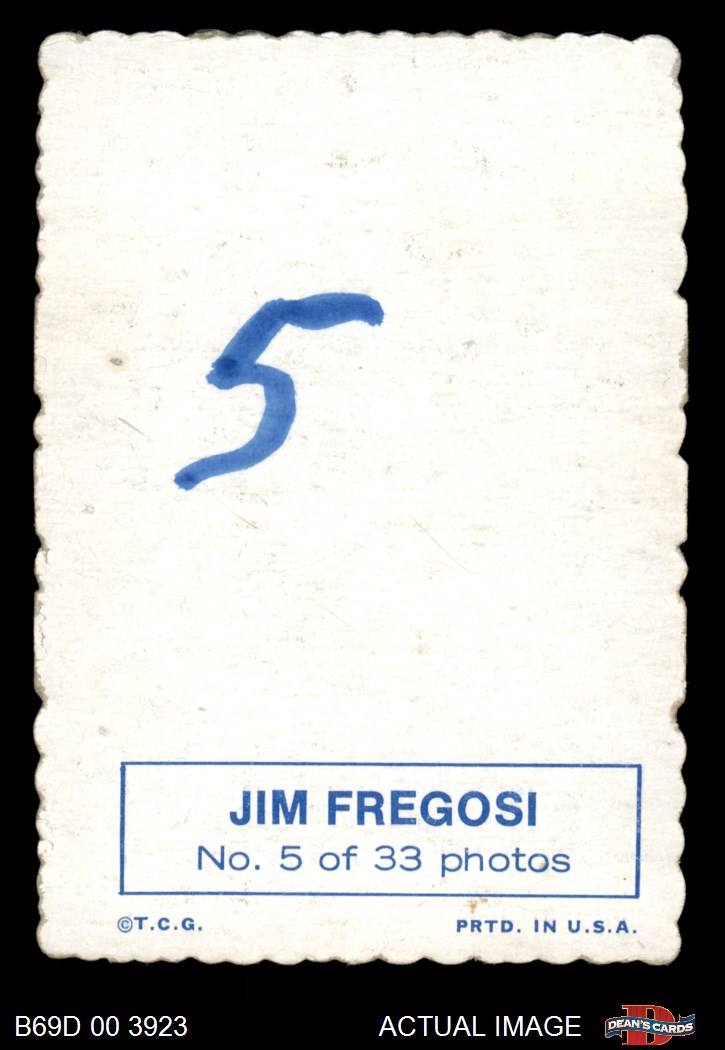 5
JIM FREGOSI
No. 5 of 33 photos
©T.C.G. PRTD. IN U.S.A.
B69D 00 3923 ACTUAL IMAGE D DEAN'S CARDS